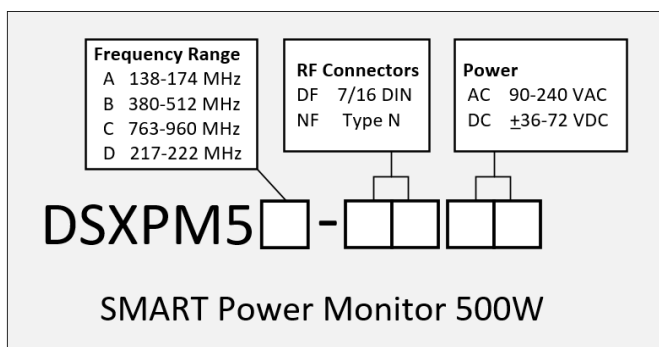 Frequency Range
A 138-174 MHz
B 380-512 MHz
C 763-960 MHz
D 217-222 MHz
RF Connectors
DF 7/16 DIN
NF Type N
Power
AC 90-240 VAC
DC ±36-72 VDC
DSXPM5 -
SMART Power Monitor 500W